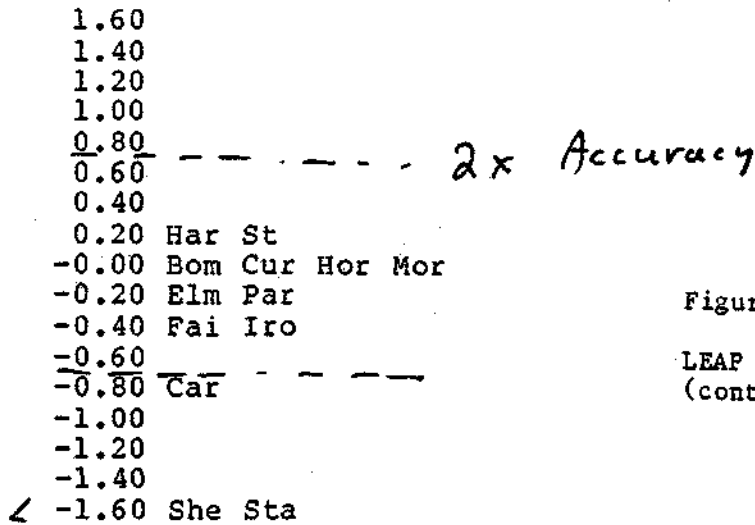 1.60
1.40
1.20
1.00
0.80
2x Accuracy
0.60
0.40
0.20 Har St
-0.00 Bom Cur Hor Mor
-0.20 Elm Par
Figur
-0.40 Fai Iro
-0.60
LEAP
-0.80 Car
(cont
-1.00
-1.20
-1.40
< -1.60 She Sta